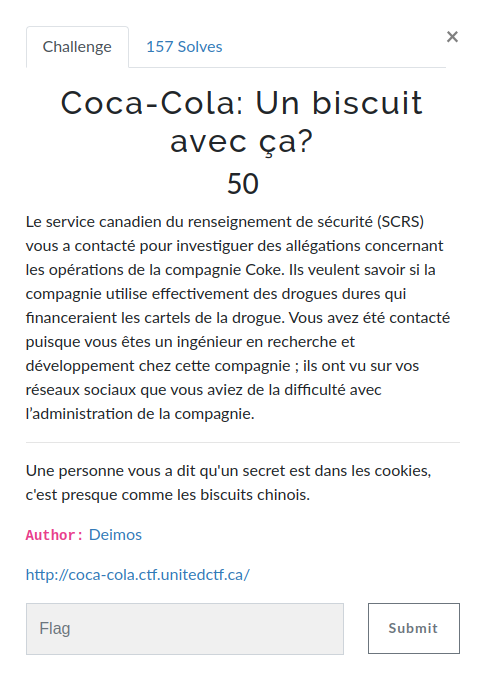 Challenge
157 Solves
×
Coca-Cola: Un biscuit
avec ça?
50
Le service canadien du renseignement de sécurité (SCRS)
vous a contacté pour investiguer des allégations concernant
les opérations de la compagnie Coke. Ils veulent savoir si la
compagnie utilise effectivement des drogues dures qui
financeraient les cartels de la drogue. Vous avez été contacté
puisque vous êtes un ingénieur en recherche et
développement chez cette compagnie ; ils ont vu sur vos
réseaux sociaux que vous aviez de la difficulté avec
l’administration de la compagnie.
Une personne vous a dit qu'un secret est dans les cookies,
c'est presque comme les biscuits chinois.
Author: Deimos
http://coca-cola.ctf.unitedctf.ca/
Flag
Submit